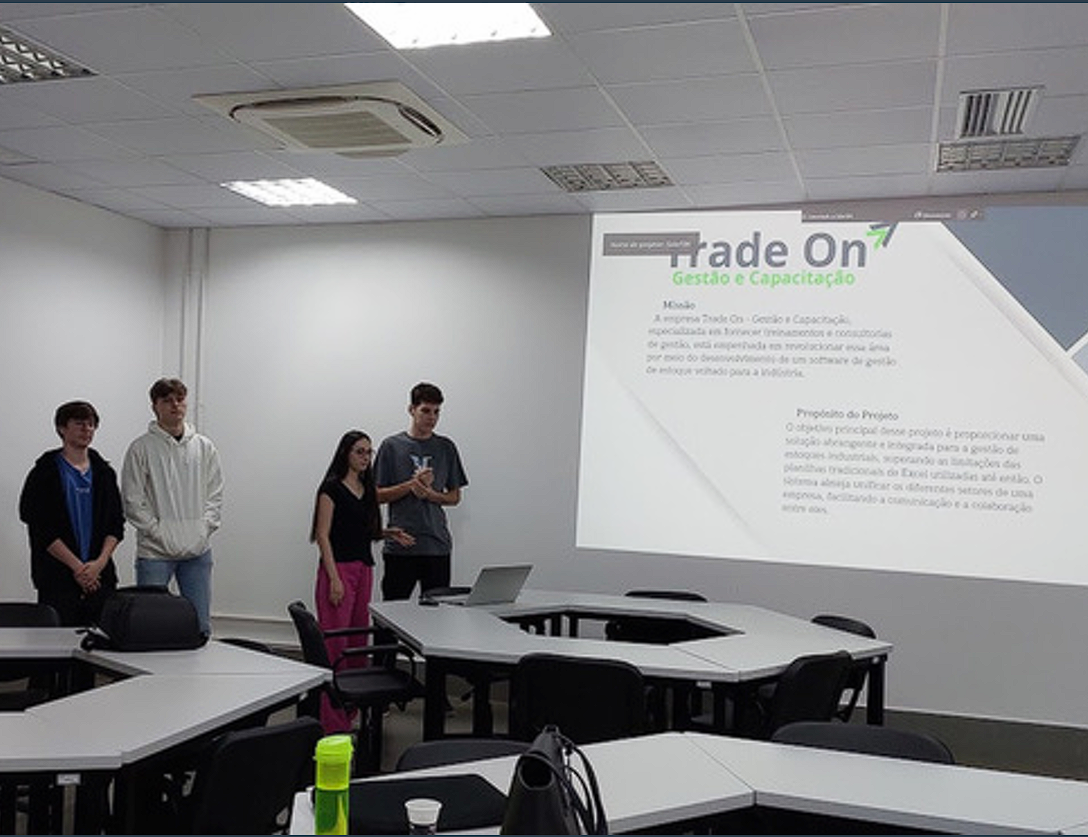 Trade On
Gestão e Capacitação
Missão
A empresa Trade On - Gestão e Capacitação,
especializada em fornecer treinamentos e consultorias
de gestão, está empenhada em revolucionar essa área
por meio do desenvolvimento de um software de gestão
de estoque voltado para a indústria.
Propósito do Projeto
O objetivo principal desse projeto é proporcionar uma
solução abrangente e integrada para a gestão de
estoques industriais, superando as limitações das
planilhas tradicionais de Excel utilizadas até então. O
sistema almeja unificar os diferentes setores de uma
empresa, facilitando a comunicação e a colaboração
entre eles.